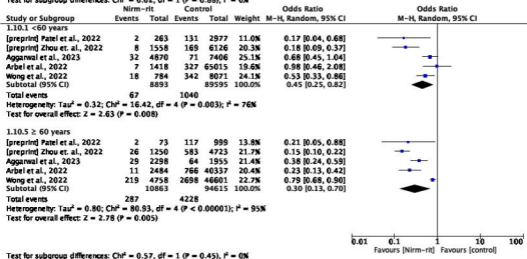 Test for subgroup differences: Chi² = 0.02, df = 1 (P = 0.88), I² = 0%
Nirm-rit Control Odds Ratio Odds Ratio
Study or Subgroup Events Total Events Total Weight M-H, Random, 95% CI M-H, Random, 95% CI
1.10.1 <60 years
[preprint] Patel et al., 2022 2 263 131 2977 11.0% 0.17 [0.04, 0.68]
[preprint] Zhou et. al., 2022 8 1558 169 6126 20.3% 0.18 [0.09, 0.37]
Aggarwal et al., 2023 32 4870 71 7406 25.3% 0.68 [0.45, 1.04]
Arbel et al., 2022 7 1418 327 65015 19.6% 0.98 [0.46, 2.08]
Wong et al., 2022 18 784 342 8071 23.8% 0.53 [0.33, 0.86]
Subtotal (95% CI) 8893 89595 100.0% 0.45 [0.25, 0.82]
Total events 67 1040
Heterogeneity: Tau² = 0.32; Chi² = 16.42, df = 4 (P = 0.003); I² = 76%
Test for overall effect: Z = 2.63 (P = 0.008)
1.10.5 ≥ 60 years
[preprint] Patel et al., 2022 2 73 117 999 13.8% 0.21 [0.05, 0.88]
[preprint] Zhou et. al., 2022 26 1250 583 4723 21.7% 0.15 [0.10, 0.22]
Aggarwal et al., 2023 29 2298 64 1955 21.4% 0.38 [0.24, 0.59]
Arbel et al., 2022 11 2484 766 40337 20.5% 0.23 [0.13, 0.42]
Wong et al., 2022 219 4758 2698 46601 22.6% 0.79 [0.68, 0.90]
Subtotal (95% CI) 10863 94615 100.0% 0.30 [0.13, 0.70]
Total events 287 4228
Heterogeneity: Tau² = 0.80; Chi² = 80.93, df = 4 (P < 0.00001); I² = 95%
Test for overall effect: Z = 2.78 (P = 0.005)
0.01 0.1 1 10 100
Favours [Nirm-rit] Favours [control]
Test for subgroup differences: Chi² = 0.57, df = 1 (P = 0.45), I² = 0%